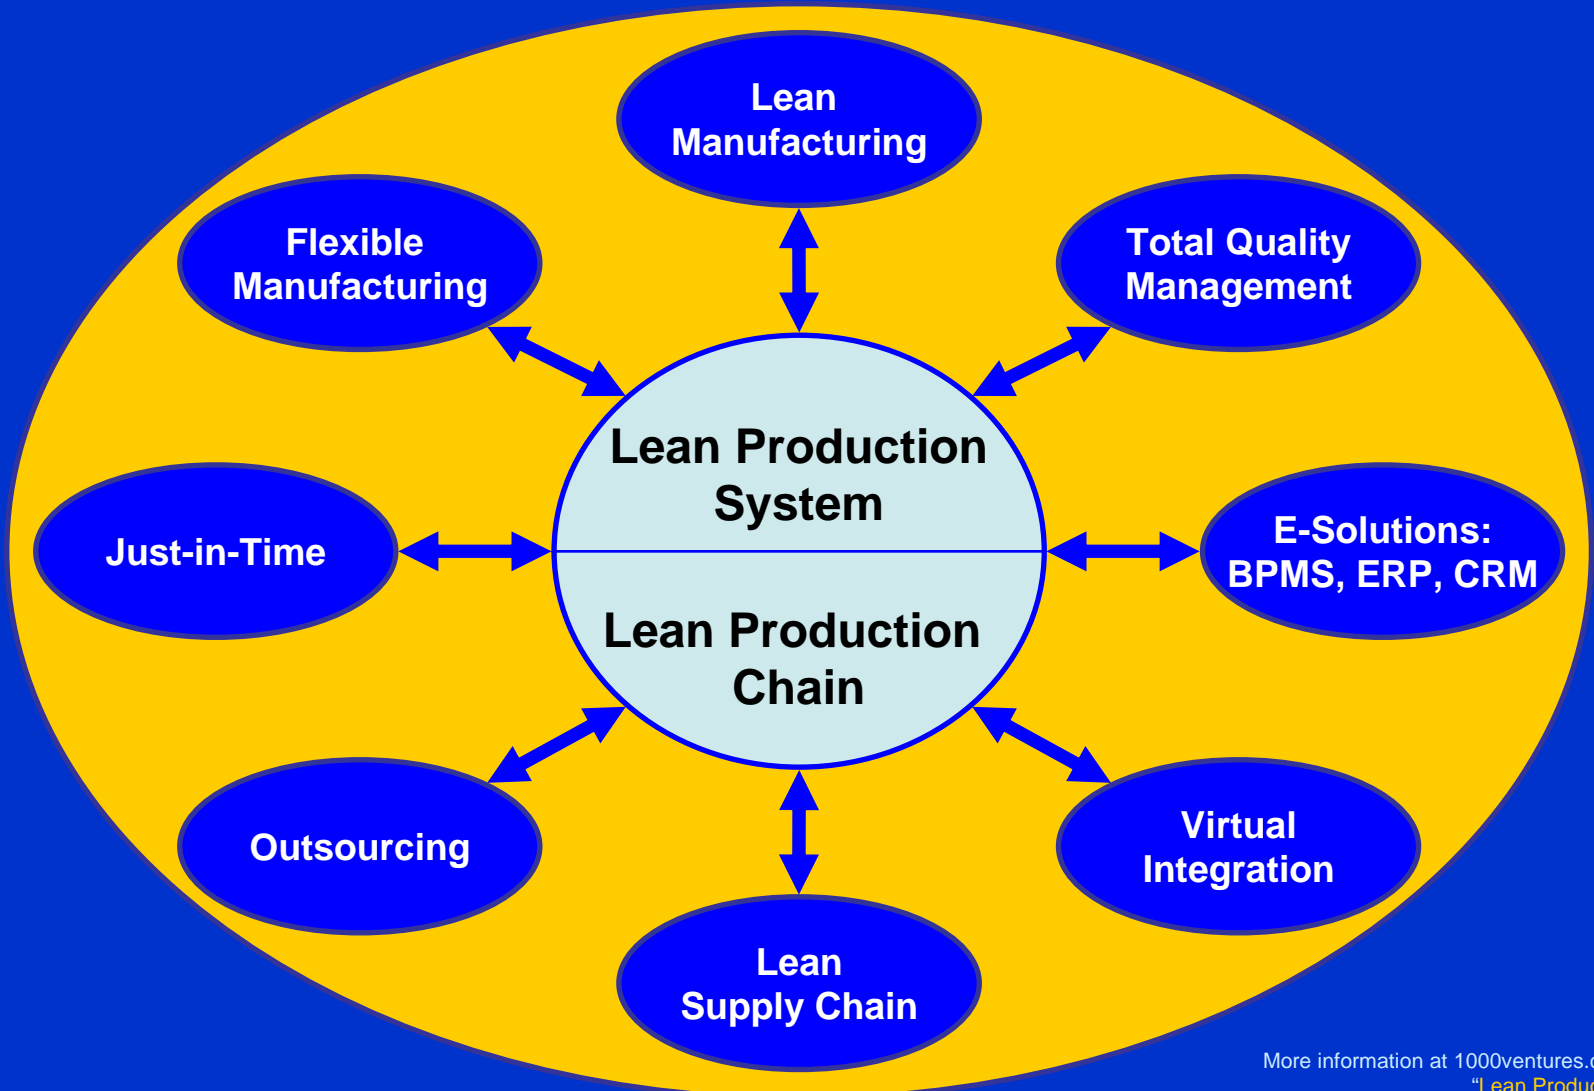 Lean
Manufacturing
Flexible
Manufacturing
Total Quality
Management
Lean Production
System
Just-in-Time
E-Solutions:
BPMS, ERP, CRM
Lean Production
Chain
Outsourcing
Virtual
Integration
Lean
Supply Chain
More information at 1000ventures.
“Lean